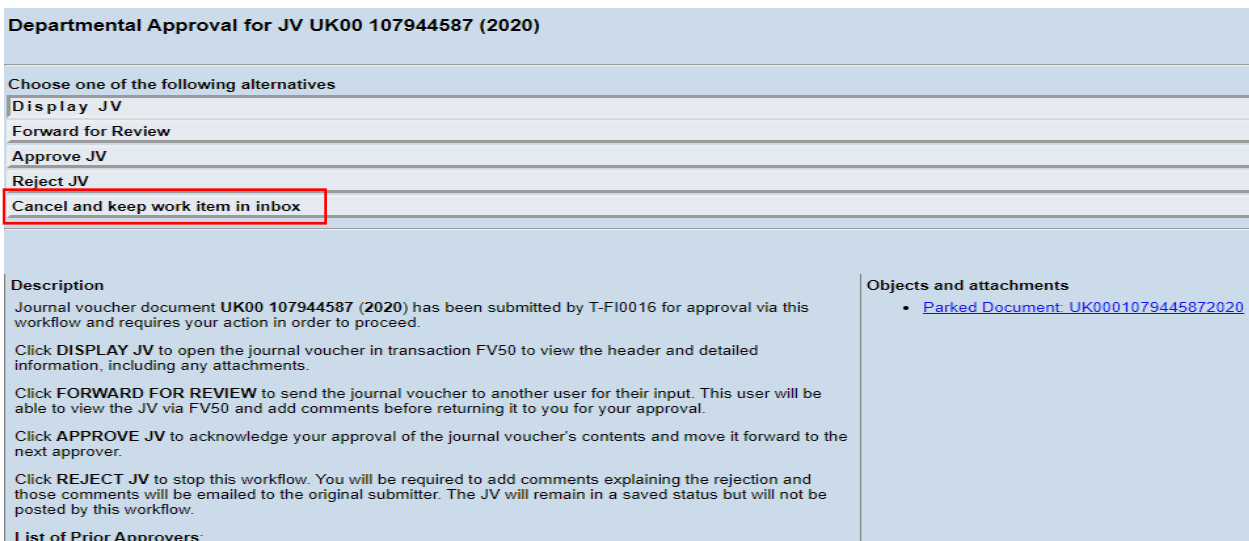 Departmental Approval for JV UK00 107944587 (2020)
Choose one of the following alternatives
Display JV
Forward for Review
Approve JV
Reject JV
Cancel and keep work item in inbox
Description
Journal voucher document UK00 107944587 (2020) has been submitted by T-FI0016 for approval via this
workflow and requires your action in order to proceed.
Click DISPLAY JV to open the journal voucher in transaction FV50 to view the header and detailed
information, including any attachments.
Click FORWARD FOR REVIEW to send the journal voucher to another user for their input. This user will be
able to view the JV via FV50 and add comments before returning it to you for your approval.
Click APPROVE JV to acknowledge your approval of the journal voucher's contents and move it forward to the
next approver.
Click REJECT JV to stop this workflow. You will be required to add comments explaining the rejection and
those comments will be emailed to the original submitter. The JV will remain in a saved status but will not be
posted by this workflow.
List of Prior Approvers:
Objects and attachments
• Parked Document: UK0001079445872020